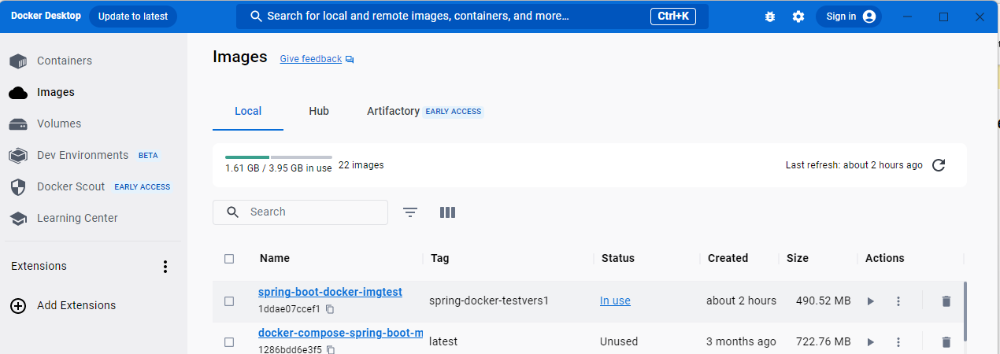 Docker Desktop Update to latest Search for local and remote images, containers, and more... Ctrl+K Sign in
Containers
Images
Volumes
Dev Environments BETA
Docker Scout EARLY ACCESS
Learning Center
Extensions
Add Extensions
Images Give feedback
Local Hub Artifactory EARLY ACCESS
1.61 GB / 3.95 GB in use 22 images Last refresh: about 2 hours ago
Search
Name Tag Status Created Size Actions
spring-boot-docker-imgtest
1ddae07ccef1 spring-docker-testvers1 In use about 2 hours 490.52 MB
docker-compose-spring-boot-m
1286bdd6e3f5 latest Unused 3 months ago 722.76 MB